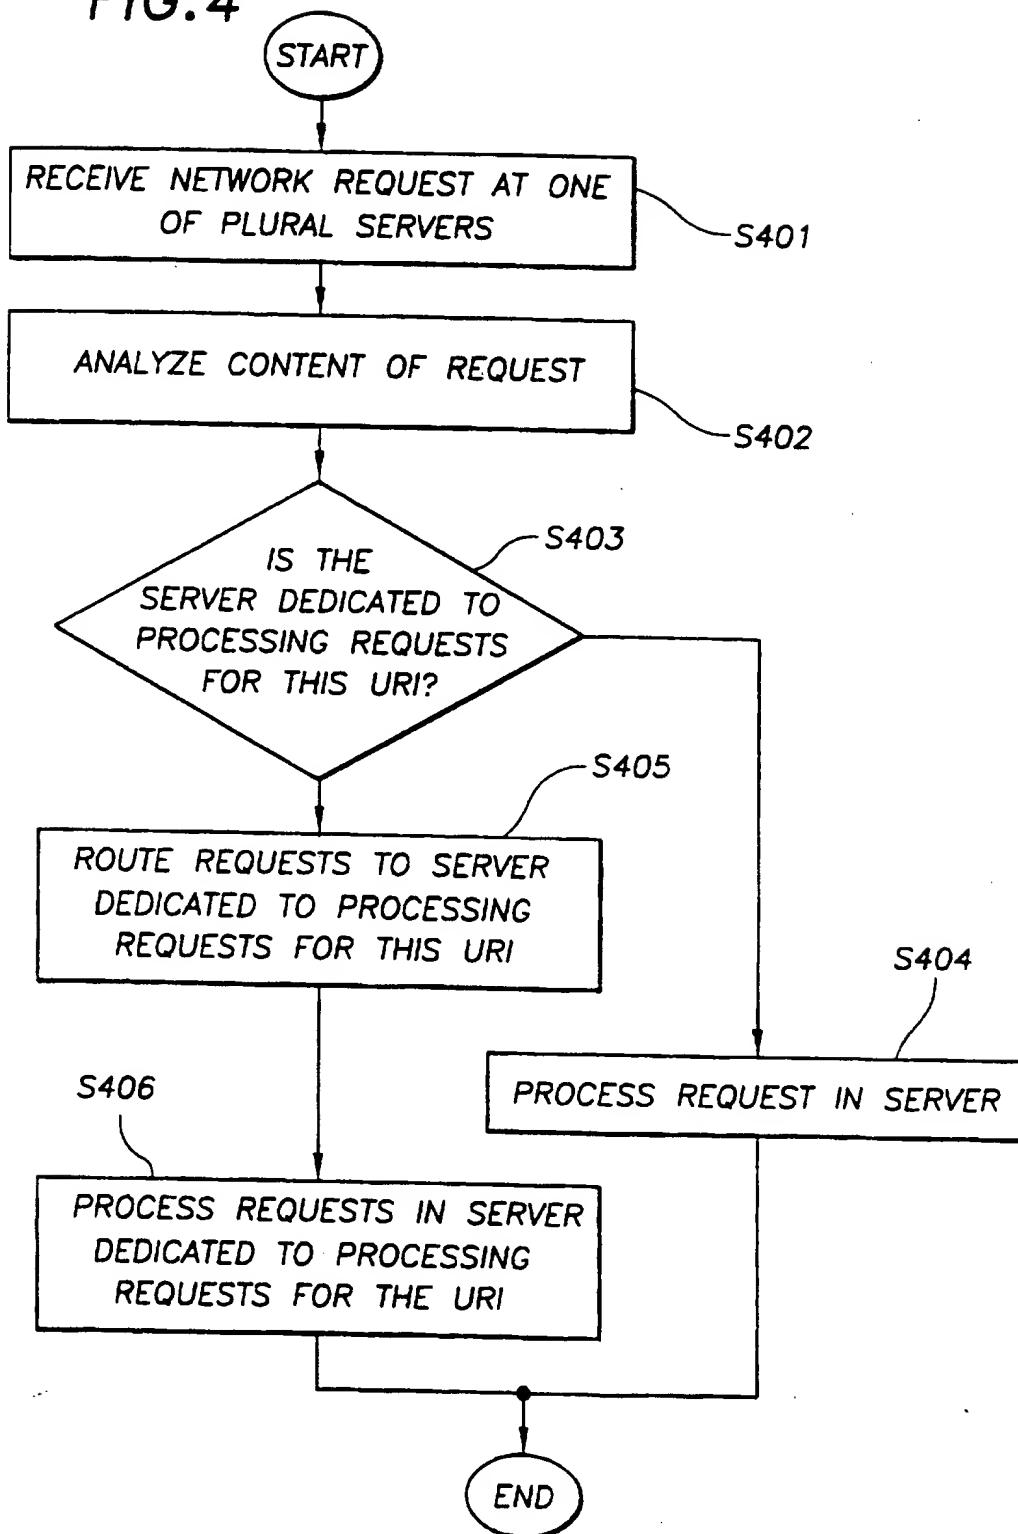 FIG.4
START
RECEIVE NETWORK REQUEST AT ONE
OF PLURAL SERVERS
S401
ANALYZE CONTENT OF REQUEST
S402
IS THE
SERVER DEDICATED TO
PROCESSING REQUESTS
FOR THIS URI?
S403
S405
ROUTE REQUESTS TO SERVER
DEDICATED TO PROCESSING
REQUESTS FOR THIS URI
S404
PROCESS REQUEST IN SERVER
S406
PROCESS REQUESTS IN SERVER
DEDICATED TO PROCESSING
REQUESTS FOR THE URI
END